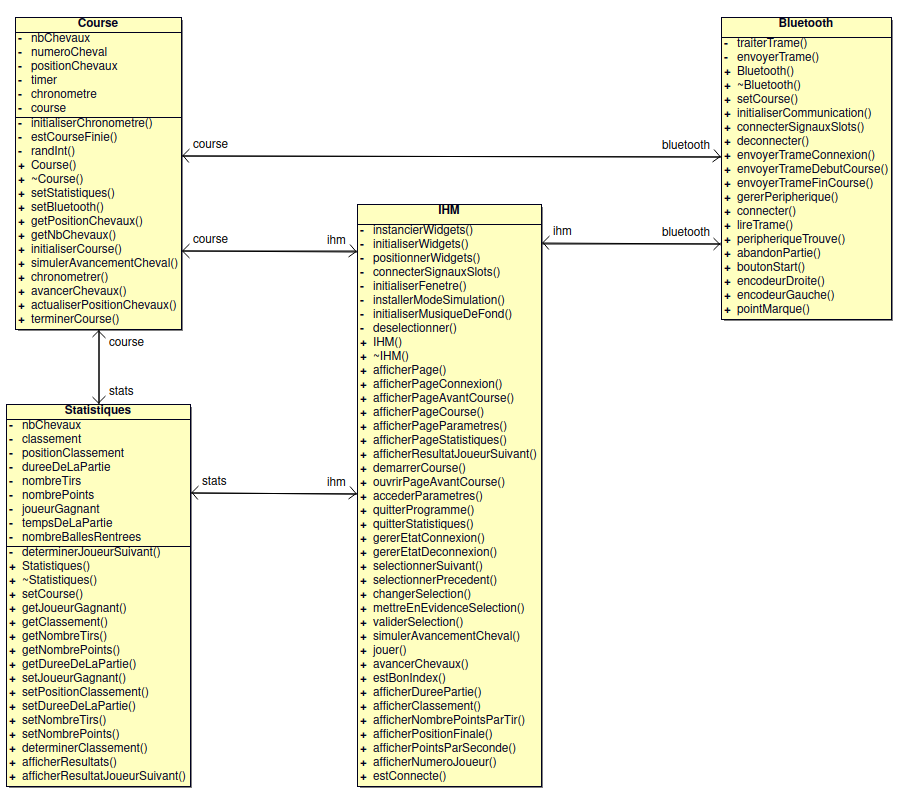 Course
- nbChevaux
- numeroCheval
- positionChevaux
- timer
- chronometre
- course
- initialiserChronometre()
- estCourseFinie()
- randInt()
+ Course()
+ ~Course()
+ setStatistiques()
+ setBluetooth()
+ getPositionChevaux()
+ getNbChevaux()
+ initialiserCourse()
+ simulerAvancementCheval()
+ chronometrer()
+ avancerChevaux()
+ actualiserPositionChevaux()
+ terminerCourse()
course
bluetooth
course
ihm
ihm
bluetooth
course
stats
stats
ihm
Bluetooth
- traiterTrame()
- envoyerTrame()
+ Bluetooth()
+ ~Bluetooth()
+ setCourse()
+ initialiserCommunication()
+ connecterSignauxSlots()
+ deconnecter()
+ envoyerTrameConnexion()
+ envoyerTrameDebutCourse()
+ envoyerTrameFinCourse()
+ gererPeripherique()
+ connecter()
+ lireTrame()
+ peripheriqueTrouve()
+ abandonPartie()
+ boutonStart()
+ encodeurDroite()
+ encodeurGauche()
+ pointMarque()
IHM
- instancierWidgets()
- initialiserWidgets()
- positionnerWidgets()
- connecterSignauxSlots()
- initialiserFenetre()
- installerModeSimulation()
- initialiserMusiqueDeFond()
- deselectionner()
+ IHM()
+ ~IHM()
+ afficherPage()
+ afficherPageConnexion()
+ afficherPageAvantCourse()
+ afficherPageCourse()
+ afficherPageParametres()
+ afficherPageStatistiques()
+ afficherResultatJoueurSuivant()
+ demarrerCourse()
+ ouvrirPageAvantCourse()
+ accederParametres()
+ quitterProgramme()
+ quitterStatistiques()
+ gererEtatConnexion()
+ gererEtatDeconnexion()
+ selectionnerSuivant()
+ selectionnerPrecedent()
+ changerSelection()
+ mettreEnEvidenceSelection()
+ validerSelection()
+ simulerAvancementCheval()
+ jouer()
+ avancerChevaux()
+ estBonIndex()
+ afficherDureePartie()
+ afficherClassement()
+ afficherNombrePointsParTir()
+ afficherPositionFinale()
+ afficherPointsParSeconde()
+ afficherNumeroJoueur()
+ estConnecte()
Statistiques
- nbChevaux
- classement
- positionClassement
- dureeDeLaPartie
- nombreTirs
- nombrePoints
- joueurGagnant
- tempsDeLaPartie
- nombreBallesRentrees
- determinerJoueurSuivant()
+ Statistiques()
+ ~Statistiques()
+ setCourse()
+ getJoueurGagnant()
+ getClassement()
+ getNombreTirs()
+ getNombrePoints()
+ getDureeDeLaPartie()
+ setJoueurGagnant()
+ setPositionClassement()
+ setDureeDeLaPartie()
+ setNombreTirs()
+ setNombrePoints()
+ determinerClassement()
+ afficherResultats()
+ afficherResultatJoueurSuivant()